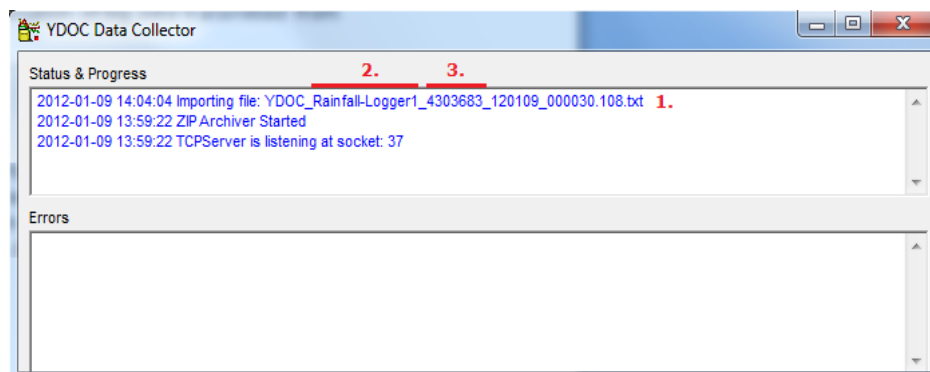 YDOC Data Collector
Status & Progress
2. 3.
2012-01-09 14:04:04 Importing file: YDOC_Rainfall-Logger1_4303683_120109_000030.108.txt 1.
2012-01-09 13:59:22 ZIP Archiver Started
2012-01-09 13:59:22 TCPServer is listening at socket: 37
Errors